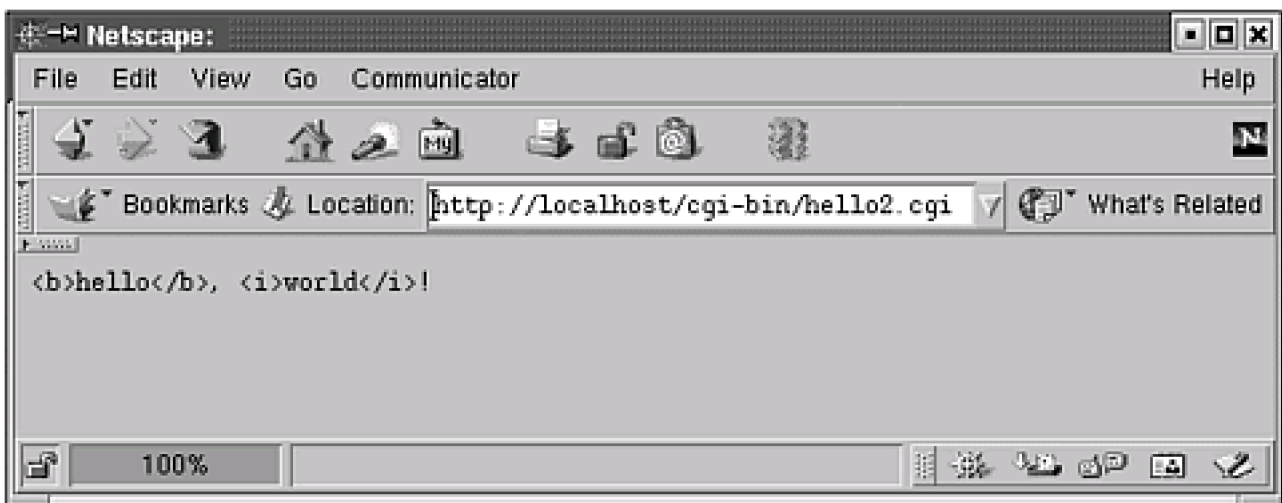 Netscape:
File Edit View Go Communicator Help
My @ N
Bookmarks Location: http://localhost/cgi-bin/hello2.cgi What's Related
<b>hello</b>, <i>world</i>!
100%